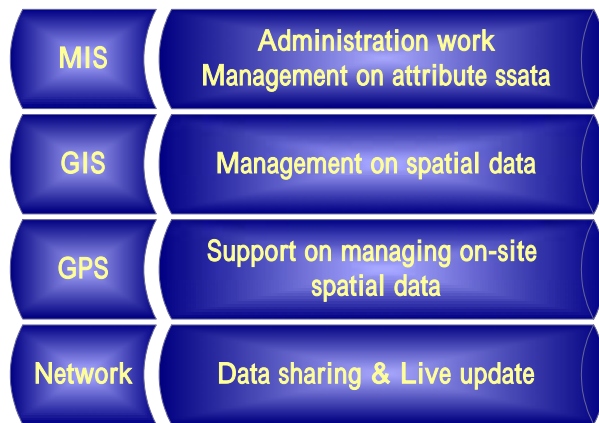 MIS
Administration work
Management on attribute ssata
GIS
Management on spatial data
GPS
Support on managing on-site
spatial data
Network
Data sharing & Live update